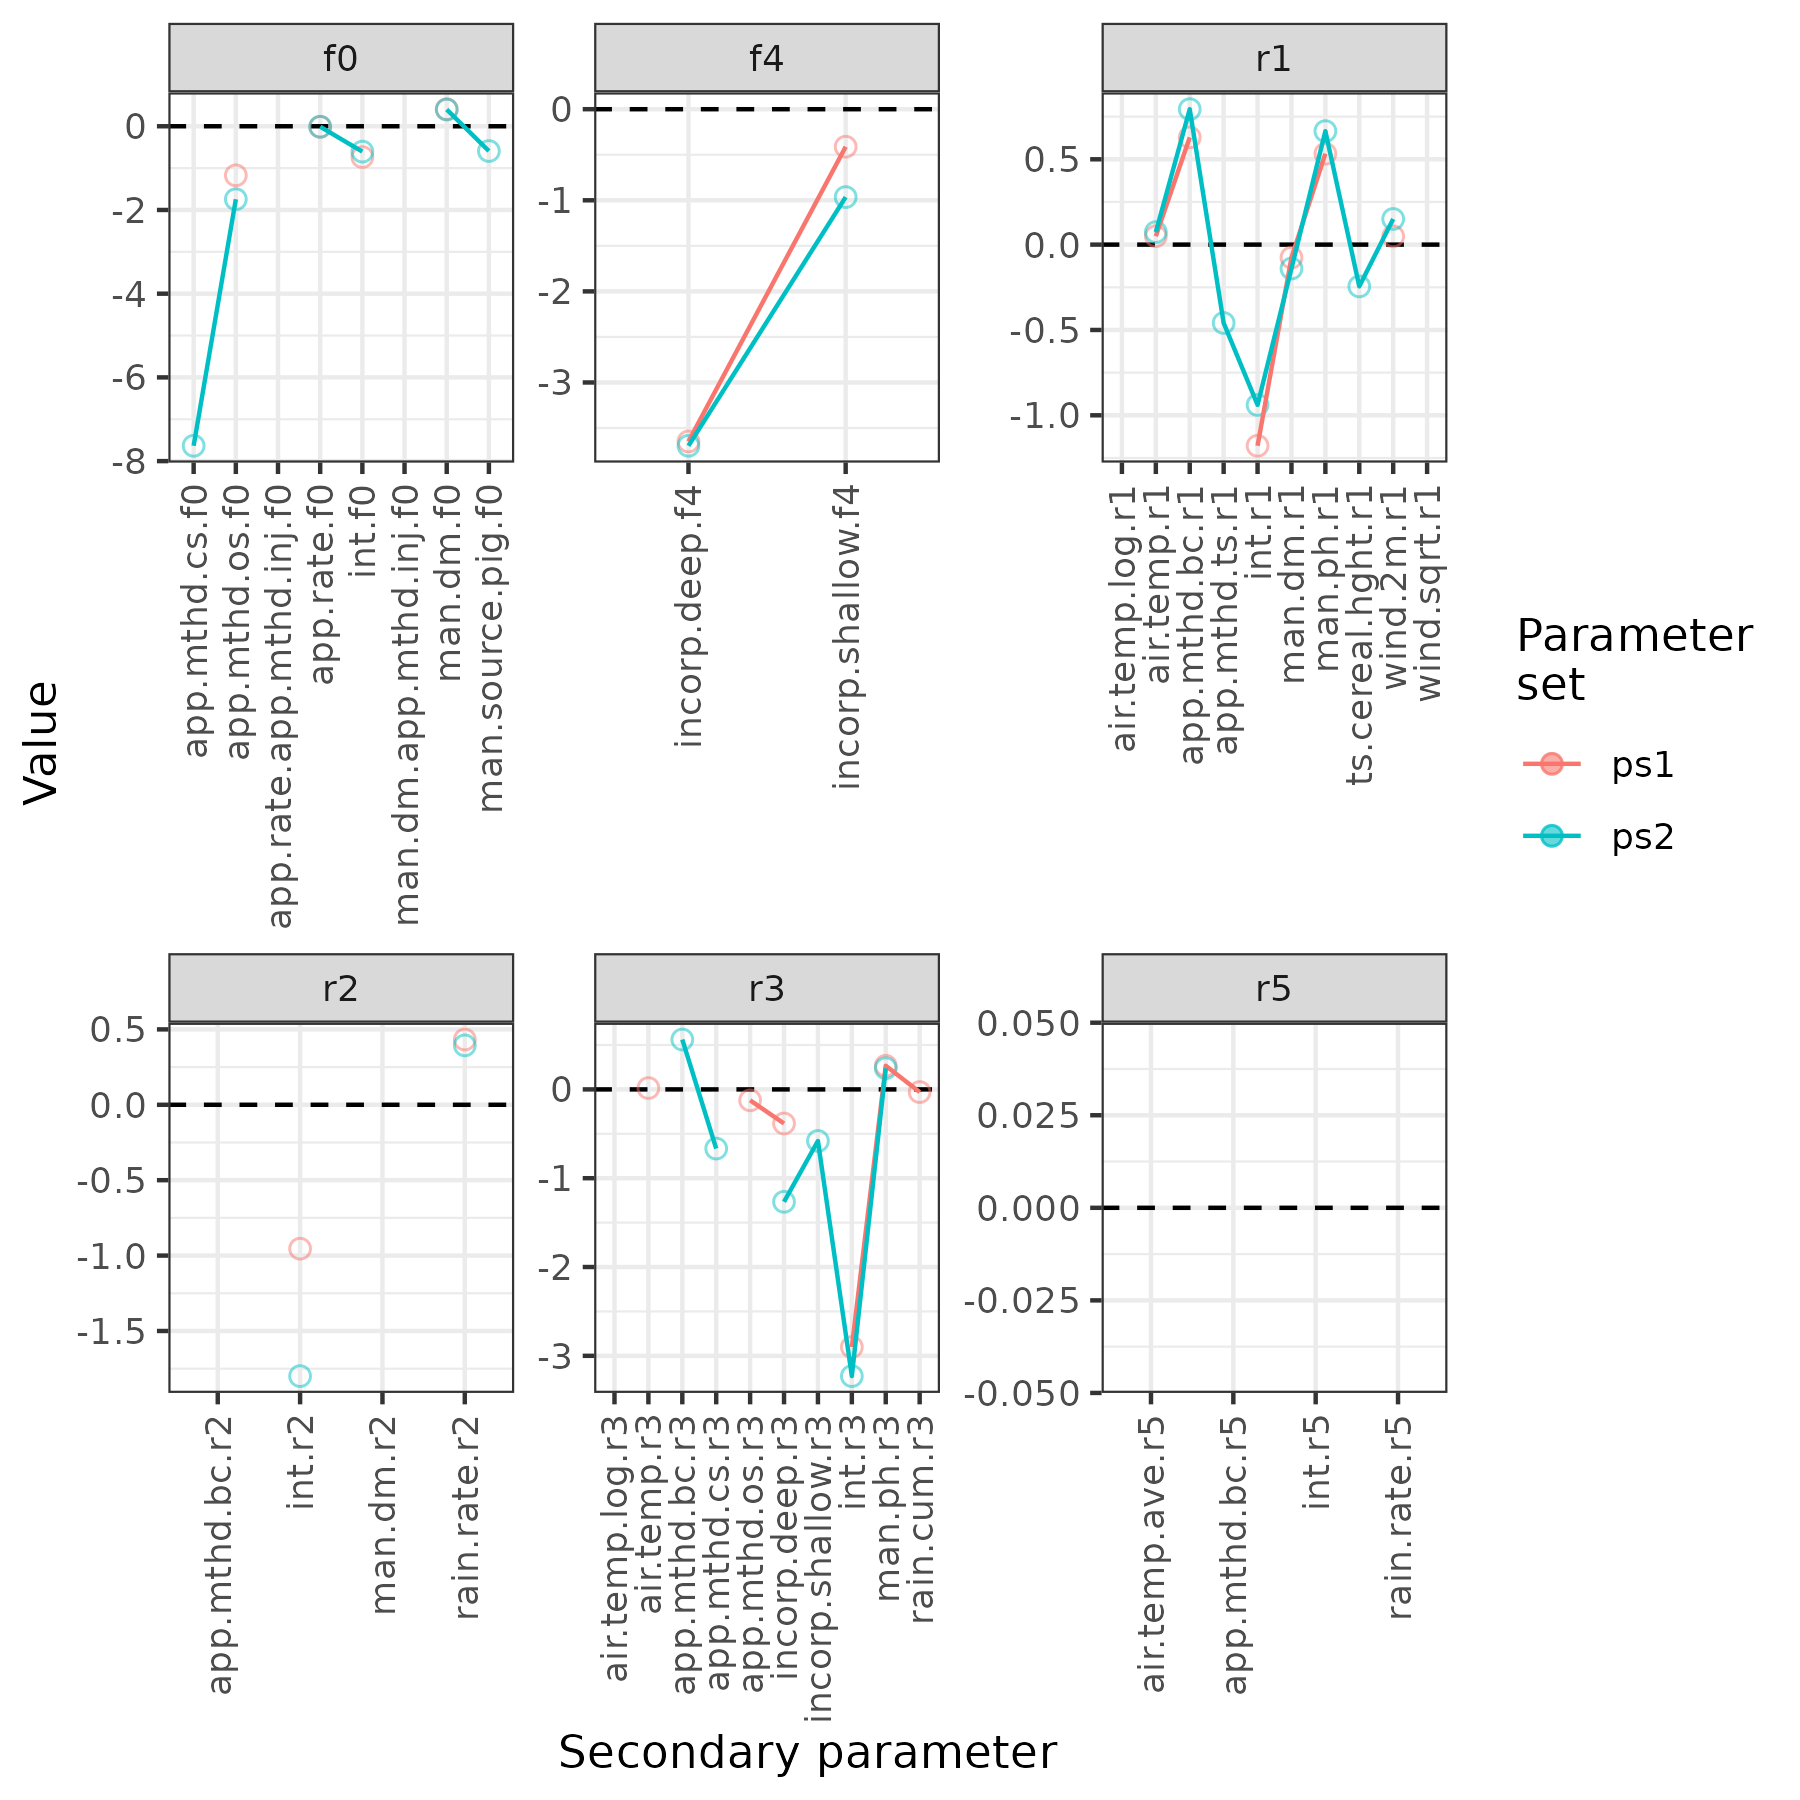 f0
f4
r1
0
-2
-4
-6
-8
0
-1
-2
-3
0.5
0.0
-0.5
-1.0
app.mthd.cs.f0
app.mthd.os.f0
app.rate.app.mthd.inj.f0
app.rate.f0
int.f0
man.dm.app.mthd.inj.f0
man.dm.f0
man.source.pig.f0
incorp.deep.f4
incorp.shallow.f4
air.temp.log.r1
air.temp.r1
app.mthd.bc.r1
app.mthd.ts.r1
int.r1
man.dm.r1
man.ph.r1
ts.cereal.hght.r1
wind.2m.r1
wind.sqrt.r1
Value
Parameter
set
ps1
ps2
r2
r3
r5
0.5
0.0
-0.5
-1.0
-1.5
0
-1
-2
-3
0.050
0.025
0.000
-0.025
-0.050
app.mthd.bc.r2
int.r2
man.dm.r2
rain.rate.r2
air.temp.log.r3
air.temp.r3
app.mthd.bc.r3
app.mthd.cs.r3
app.mthd.os.r3
incorp.deep.r3
incorp.shallow.r3
int.r3
man.ph.r3
rain.cum.r3
air.temp.ave.r5
app.mthd.bc.r5
int.r5
rain.rate.r5
Secondary parameter